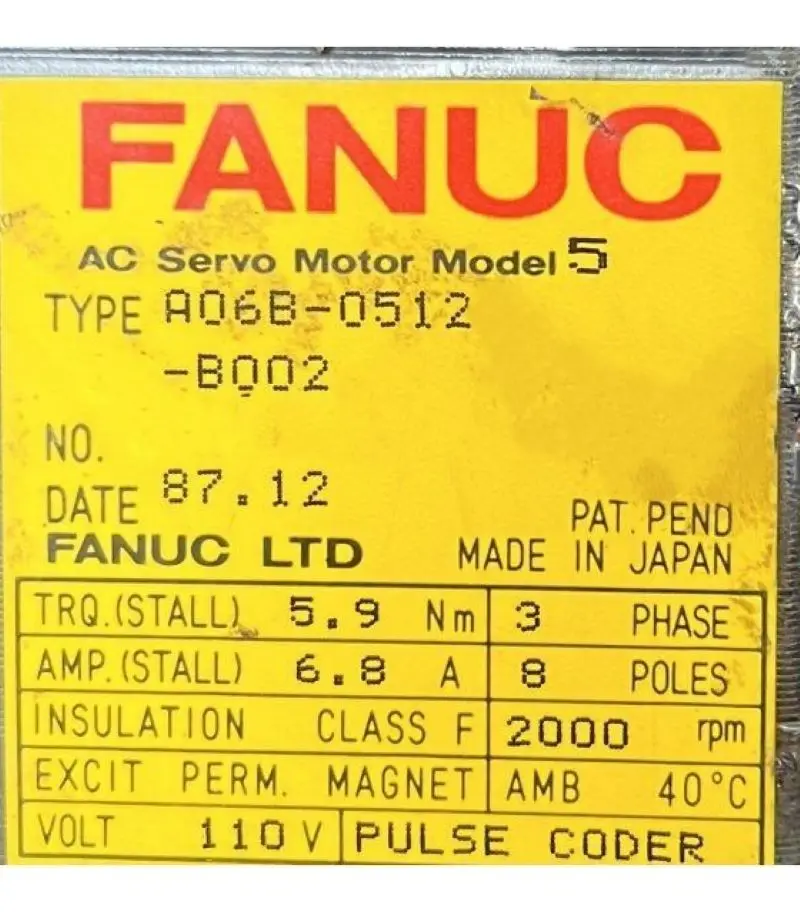 FANUC
AC Servo Motor Model 5
TYPE A06B-0512
-B002
NO.
DATE 87.12
PAT. PEND
FANUC LTD MADE IN JAPAN
TRQ.(STALL) 5.9 Nm 3 PHASE
AMP.(STALL) 6.8 A 8 POLES
INSULATION CLASS F 2000 rpm
EXCIT PERM. MAGNET AMB 40°C
VOLT 110 V PULSE CODER